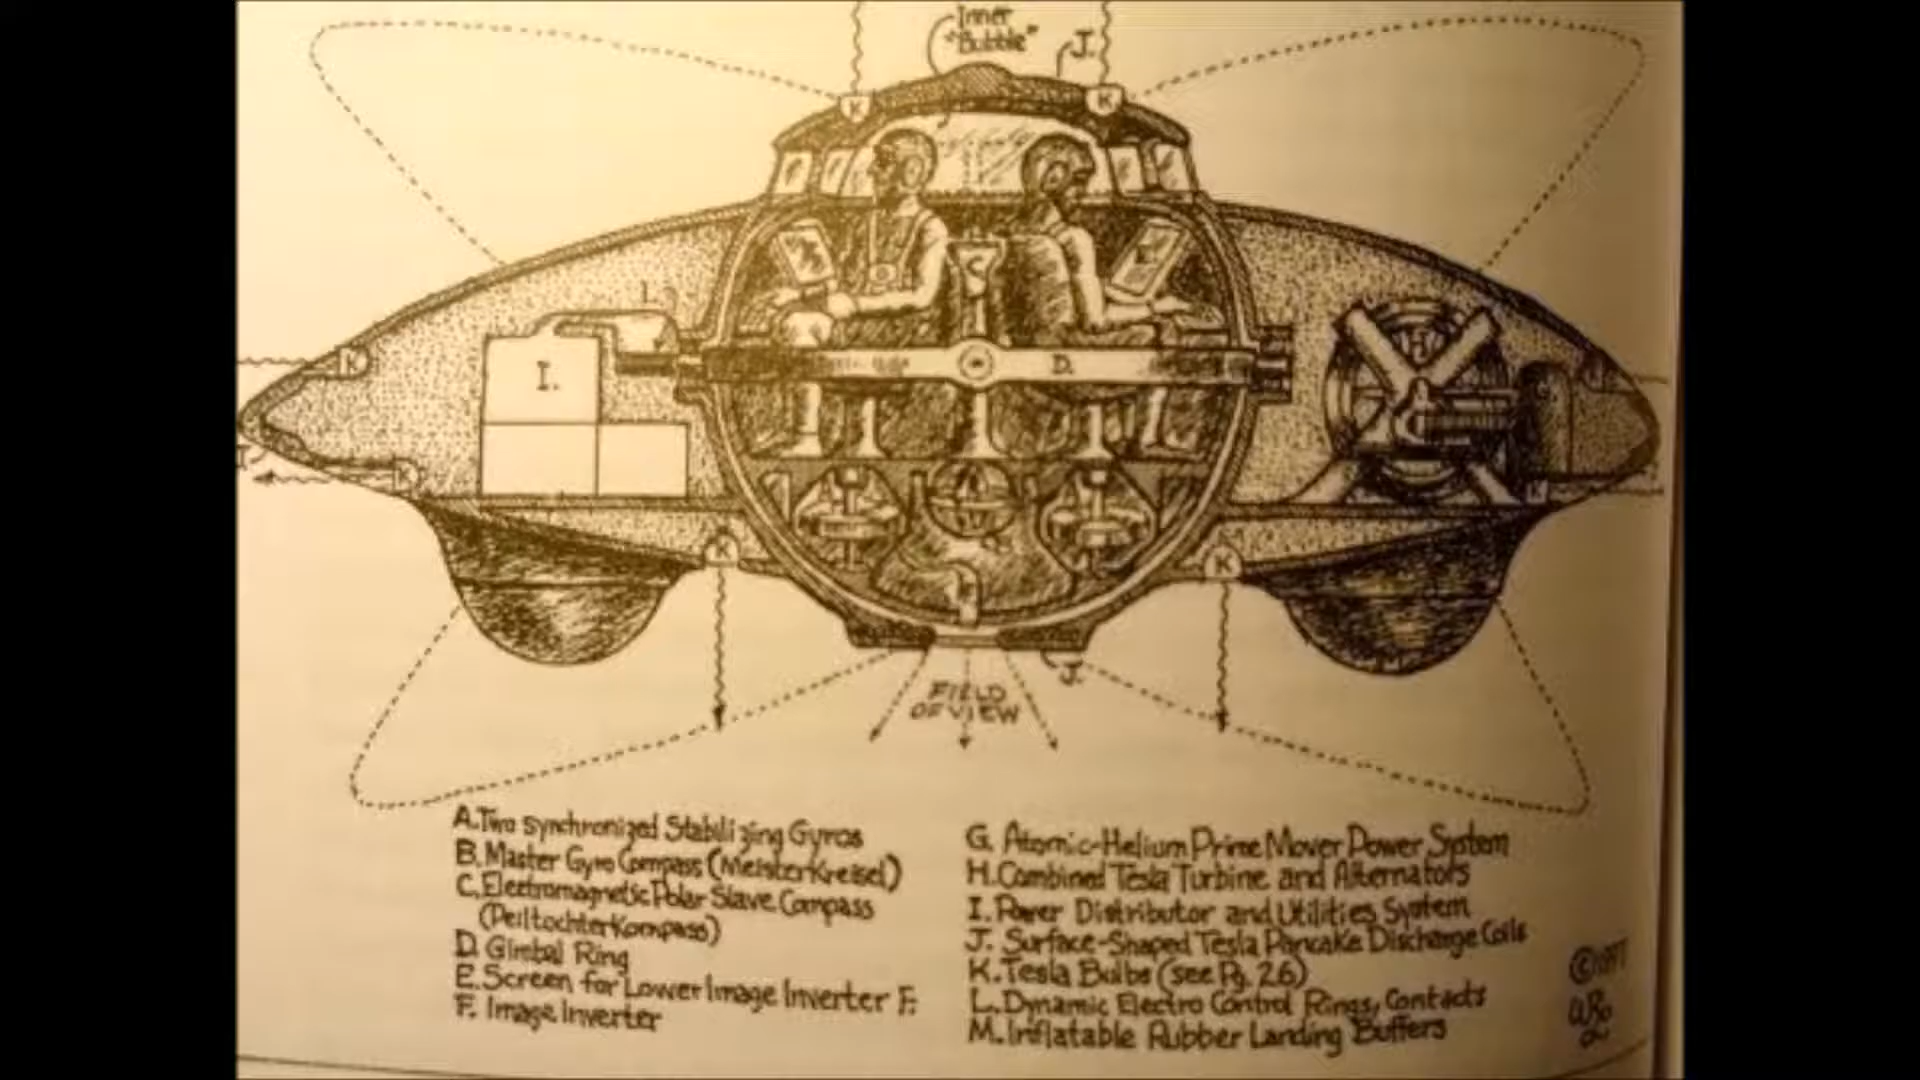 Inner
"Bubble"
J.
K
K
C
L
K
I.
D.
H
K
K
J.
FIELD
OF VIEW
A. Two Synchronized Stabilizing Gyros
B. Master Gyro Compass (Meisterkreisel)
C. Electromagnetic Polar Slave Compass
(Peiltochterkompass)
D. Gimbal Ring
E. Screen for Lower Image Inverter F.
F. Image Inverter
G. Atomic-Helium Prime Mover Power System
H. Combined Tesla Turbine and Alternators
I. Power Distributor and Utilities System
J. Surface-Shaped Tesla Pancake Discharge Coils
K. Tesla Bulbs (see Pg. 26)
L. Dynamic Electro Control Rings, Contacts
M. Inflatable Rubber Landing Buffers